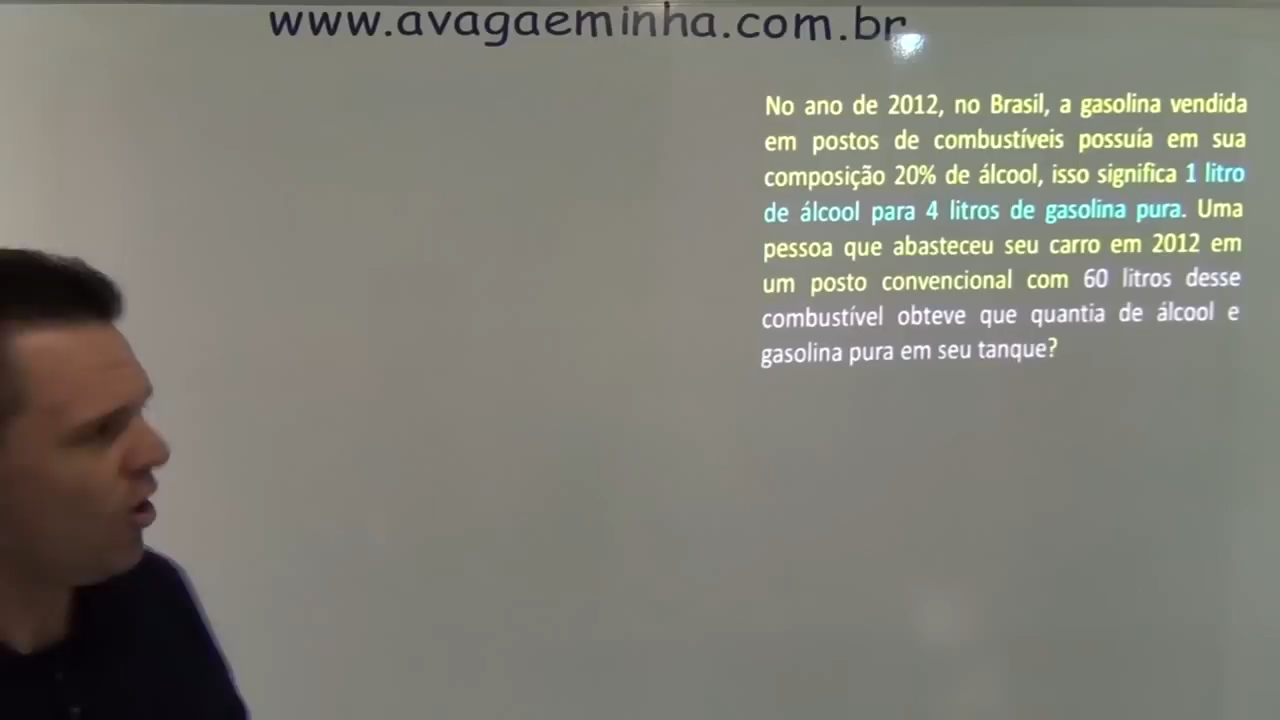 www.avagaeminha.com.br
No ano de 2012, no Brasil, a gasolina vendida
em postos de combustíveis possuía em sua
composição 20% de álcool, isso significa 1 litro
de álcool para 4 litros de gasolina pura. Uma
pessoa que abasteceu seu carro em 2012 em
um posto convencional com 60 litros desse
combustível obteve que quantia de álcool e
gasolina pura em seu tanque?